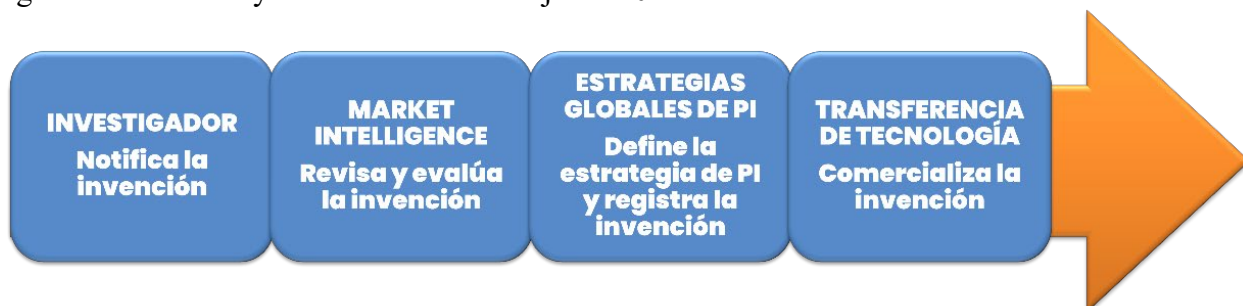 INVESTIGADOR
Notifica la
invención
MARKET
INTELLIGENCE
Revisa y evalúa
la invención
ESTRATEGIAS
GLOBALES DE PI
Define la
estrategia de PI
y registra la
invención
TRANSFERENCIA
DE TECNOLOGÍA
Comercializa la
invención